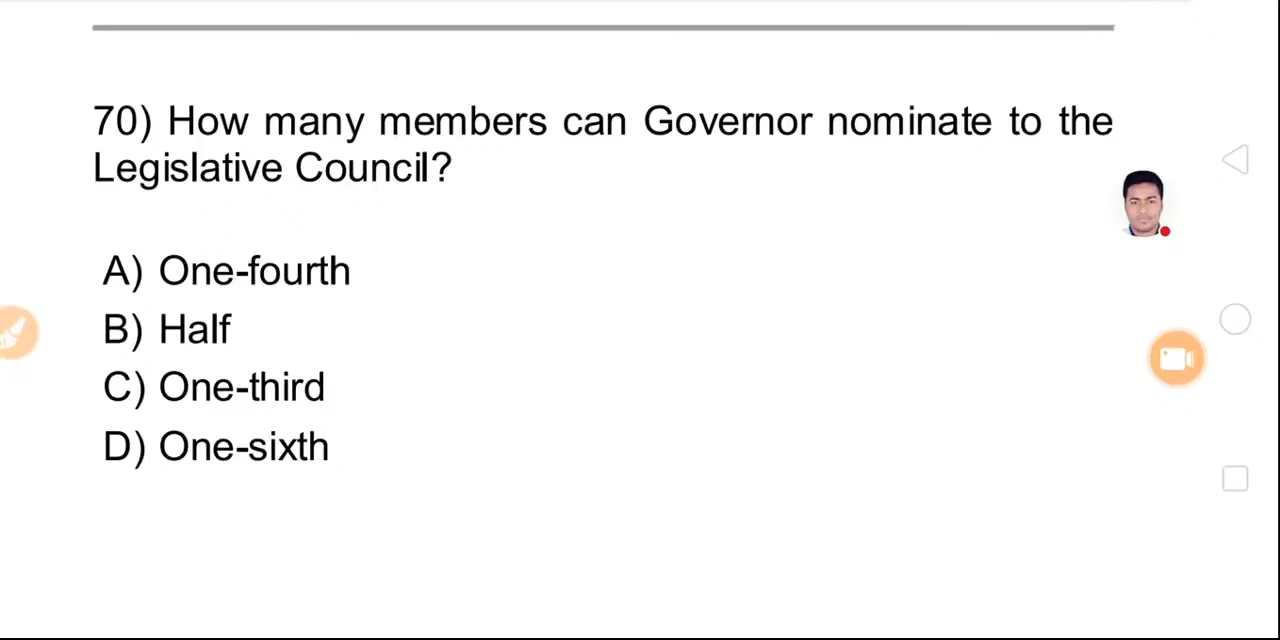 70) How many members can Governor nominate to the
Legislative Council?
A) One-fourth
B) Half
C) One-third
D) One-sixth